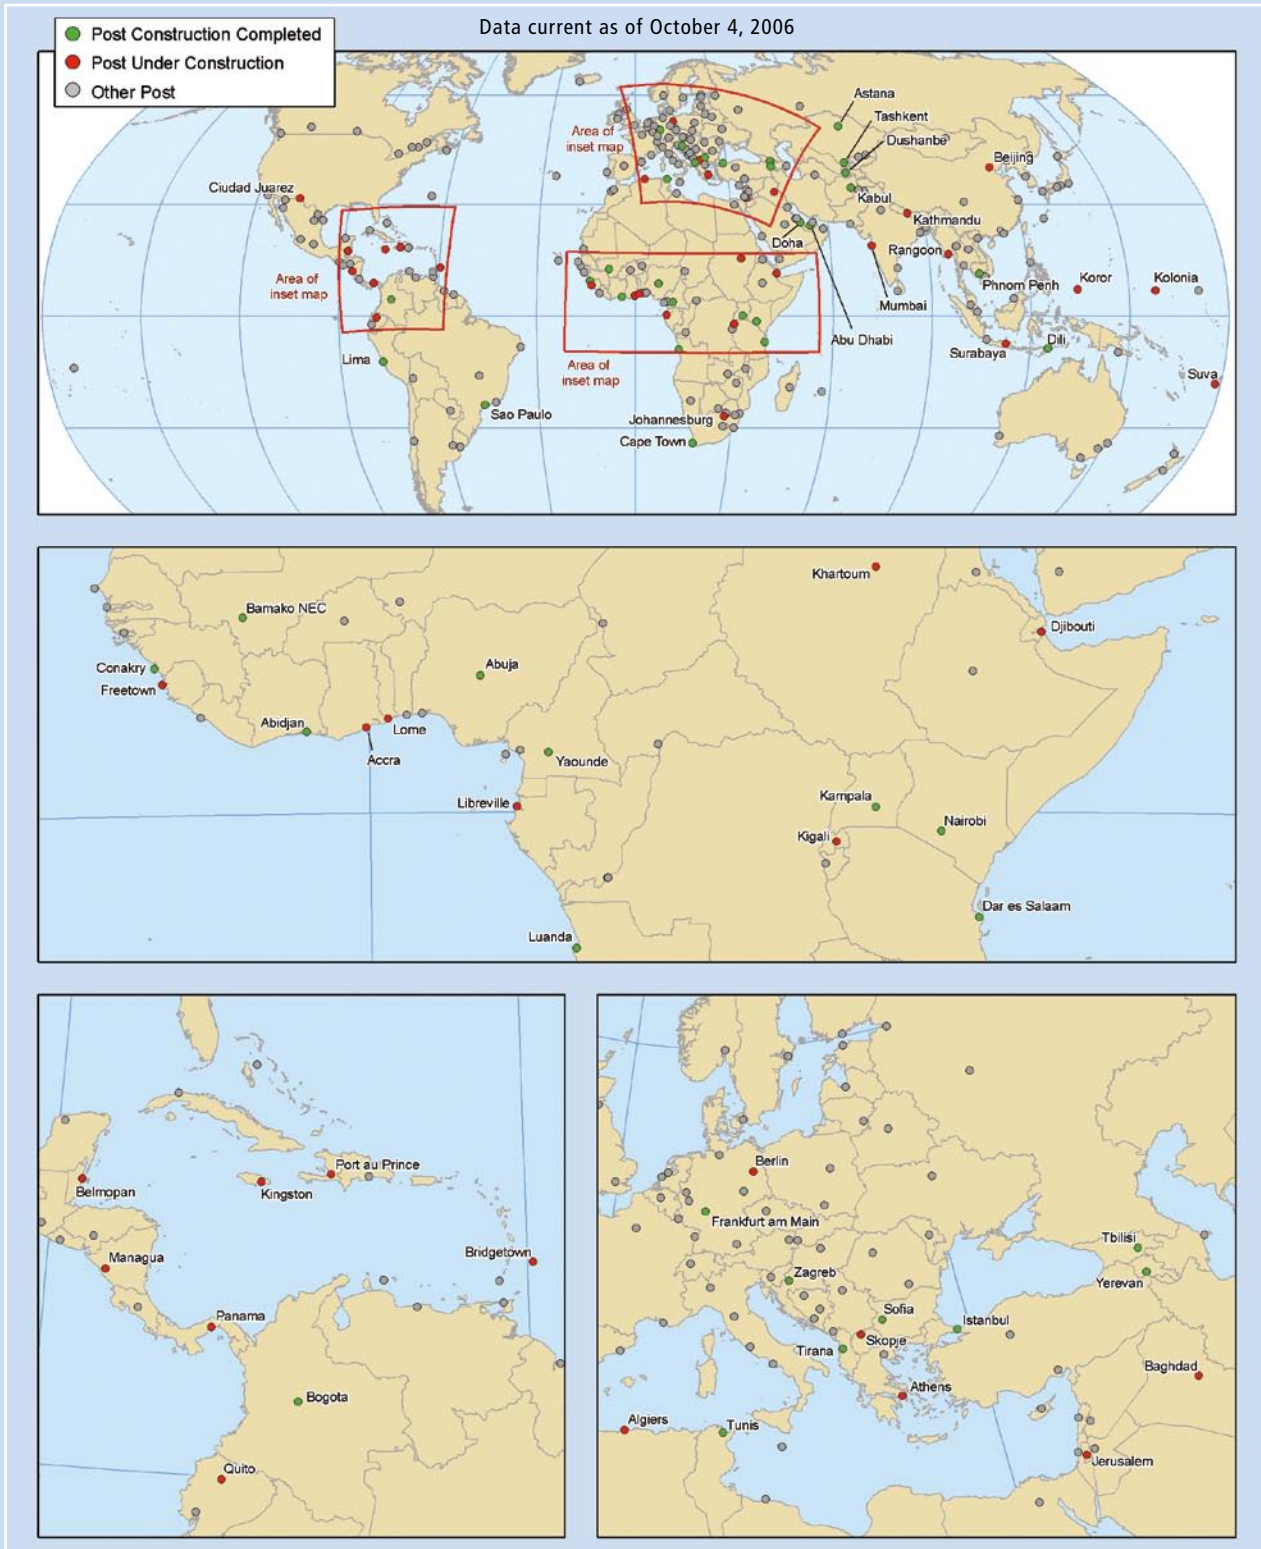 Data current as of October 4, 2006
Post Construction Completed
Post Under Construction
Other Post
Astana
Tashkent
Dushanbe
Beijing
Area of
inset map
Ciudad Juarez
Kabul
Kathmandu
Rangoon
Doha
Area of
inset map
Phnom Penh
Koror
Kolonia
Mumbai
Abu Dhabi
Surabaya
Dili
Lima
Area of
inset map
Suva
Sao Paulo
Johannesburg
Cape Town
Khartoum
Bamako NEC
Djibouti
Conakry
Abuja
Freetown
Abidjan
Lome
Accra
Yaounde
Libreville
Kampala
Nairobi
Kigali
Dar es Salaam
Luanda
Port au Prince
Belmopan
Kingston
Managua
Bridgetown
Panama
Bogota
Quito
Berlin
Frankfurt am Main
Tbilisi
Zagreb
Yerevan
Sofia
Istanbul
Skopje
Tirana
Baghdad
Athens
Algiers
Tunis
Jerusalem